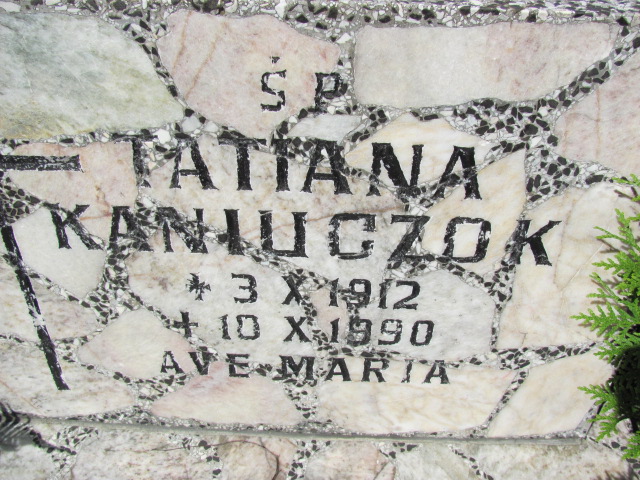 ŚP
TATIANA
KANIUCZOK
* 3 X 1912
+ 10 X 1990
AVE MARIA